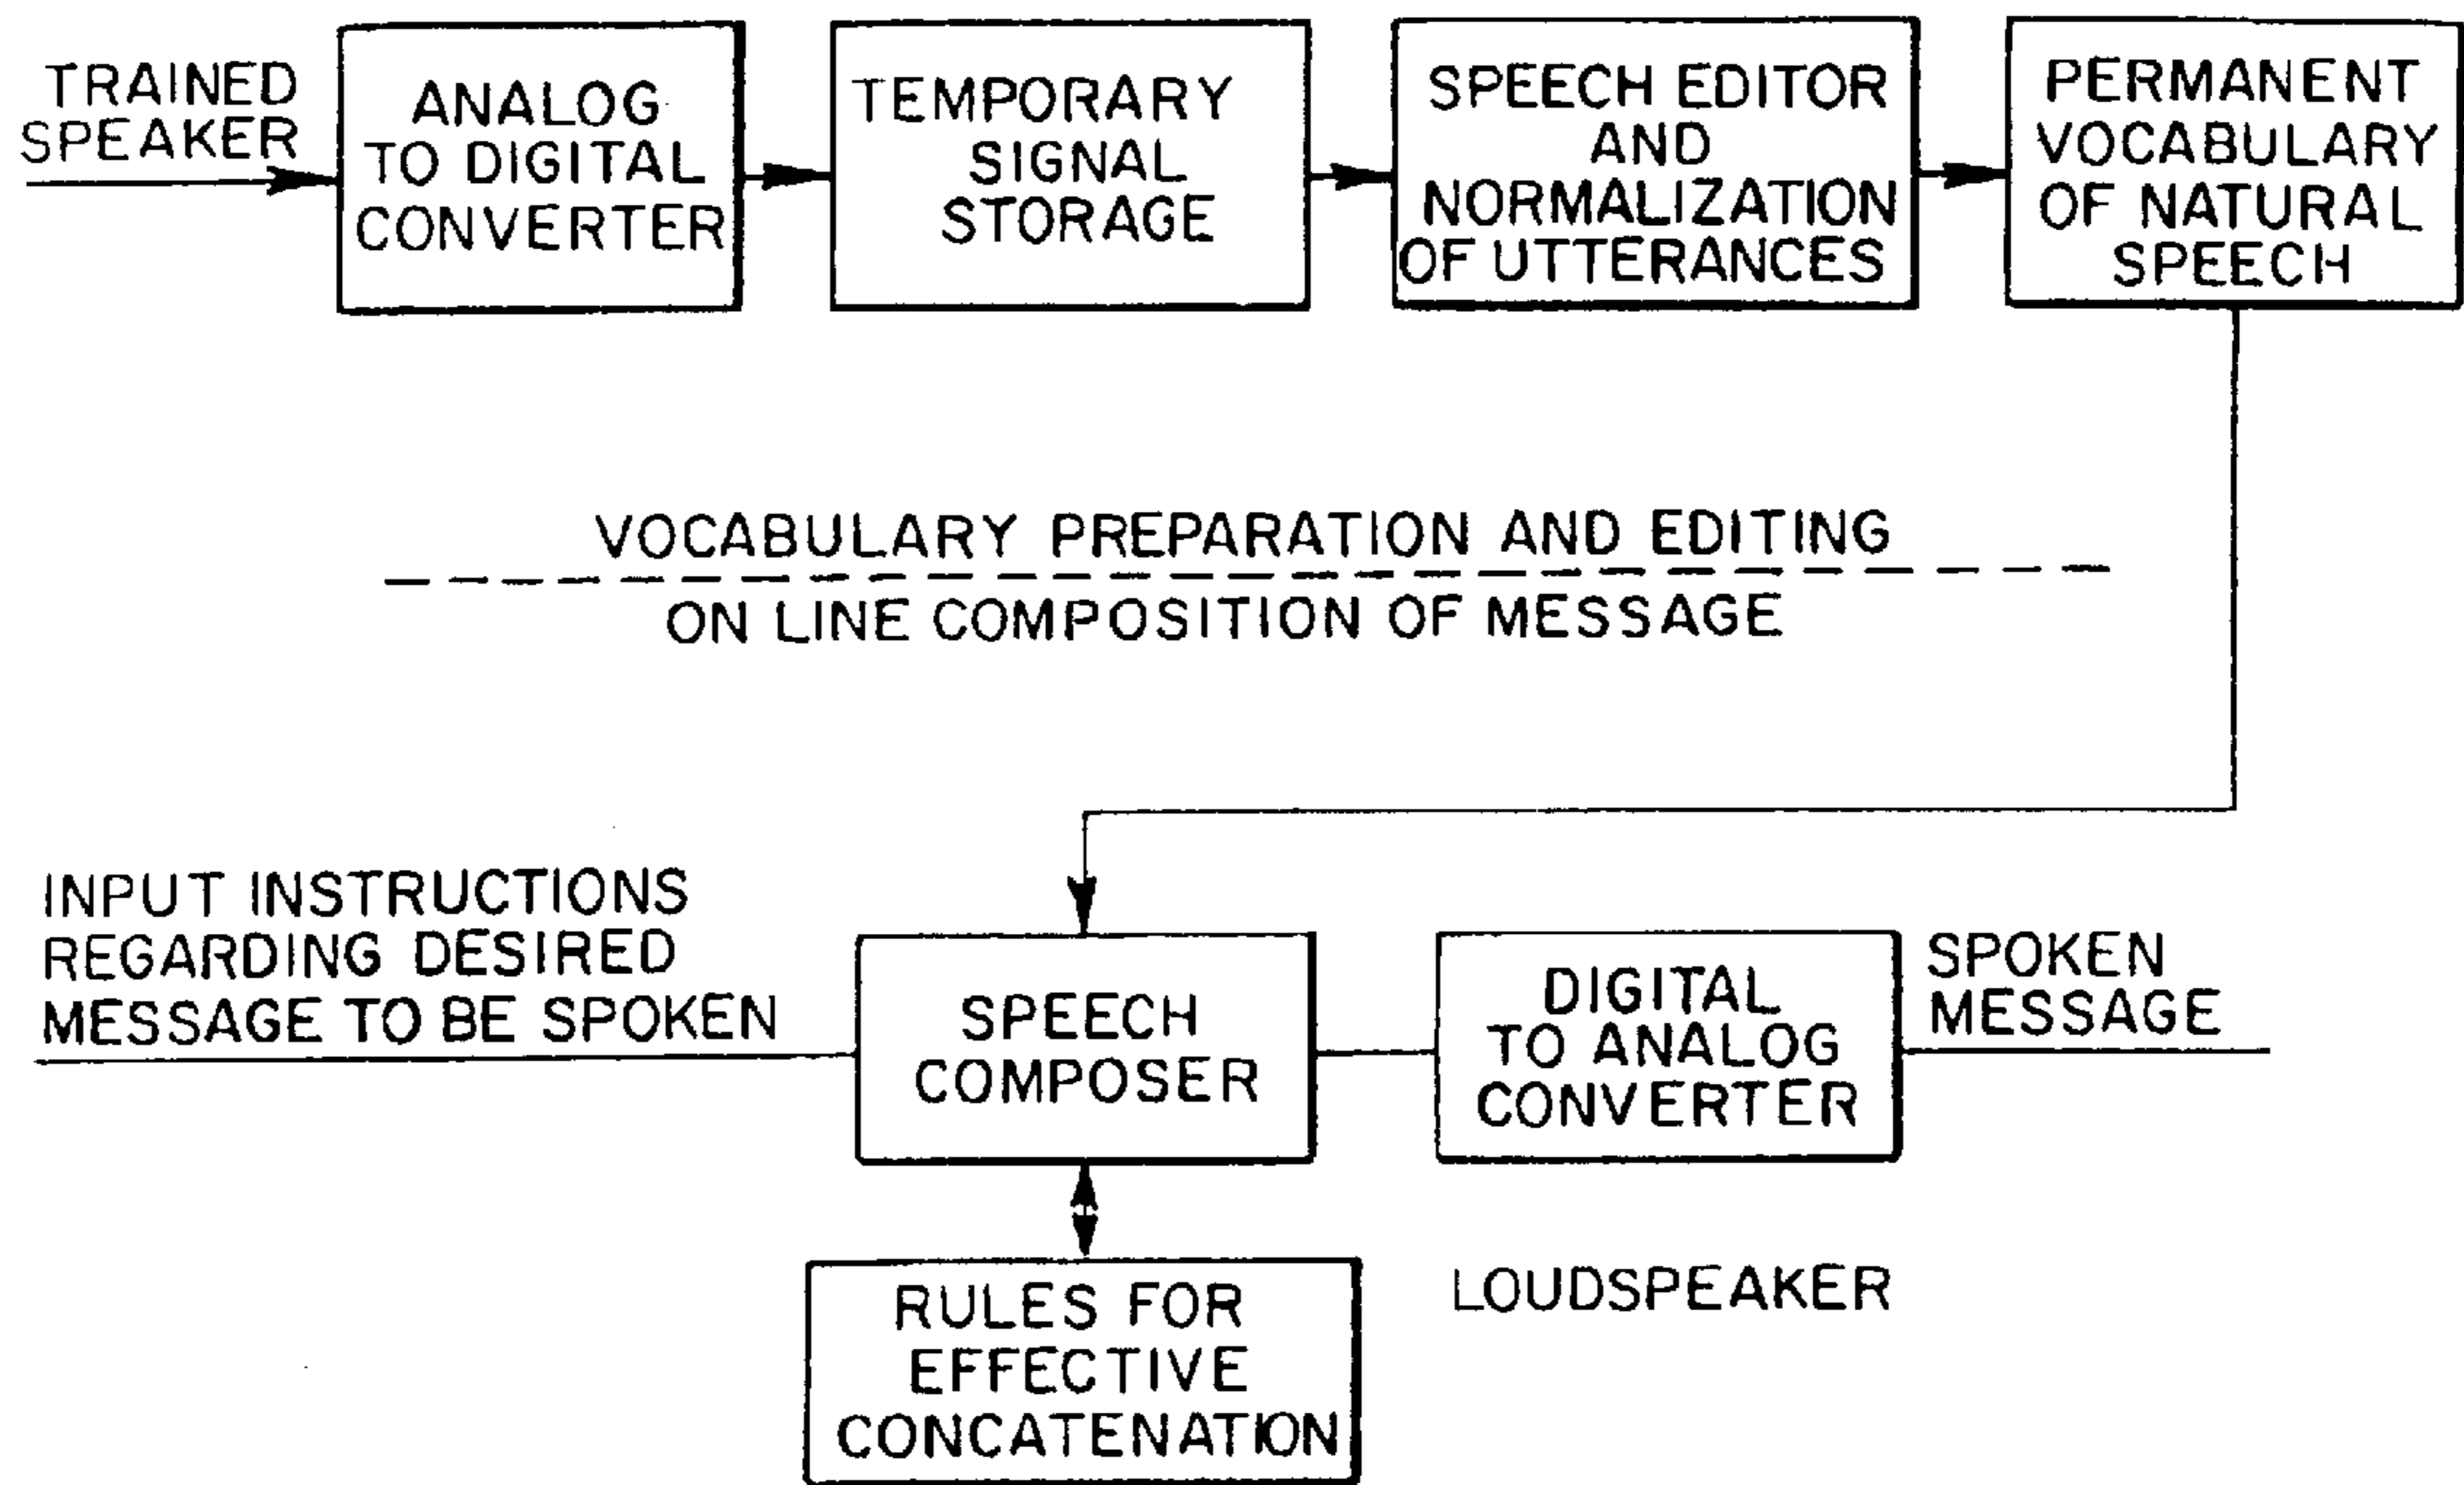 TRAINED
SPEAKER
ANALOG
TO DIGITAL
CONVERTER
TEMPORARY
SIGNAL
STORAGE
SPEECH EDITOR
AND
NORMALIZATION
OF UTTERANCES
PERMANENT
VOCABULARY
OF NATURAL
SPEECH
VOCABULARY PREPARATION AND EDITING
ON LINE COMPOSITION OF MESSAGE
INPUT INSTRUCTIONS
REGARDING DESIRED
MESSAGE TO BE SPOKEN
SPEECH
COMPOSER
DIGITAL
TO ANALOG
CONVERTER
SPOKEN
MESSAGE
RULES FOR
EFFECTIVE
CONCATENATION
LOUDSPEAKER